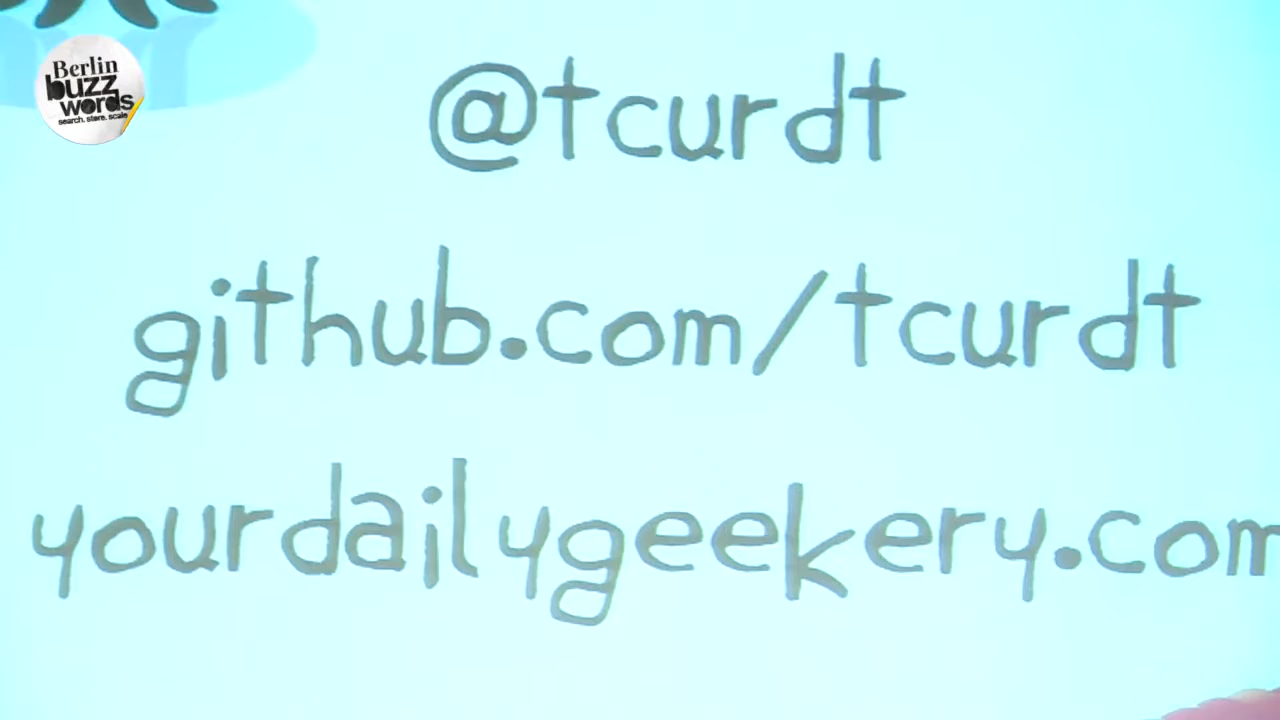 Berlin
buzz
words
search. store. scale
@tcurdt
github.com/tcurdt
yourdailygeekery.com